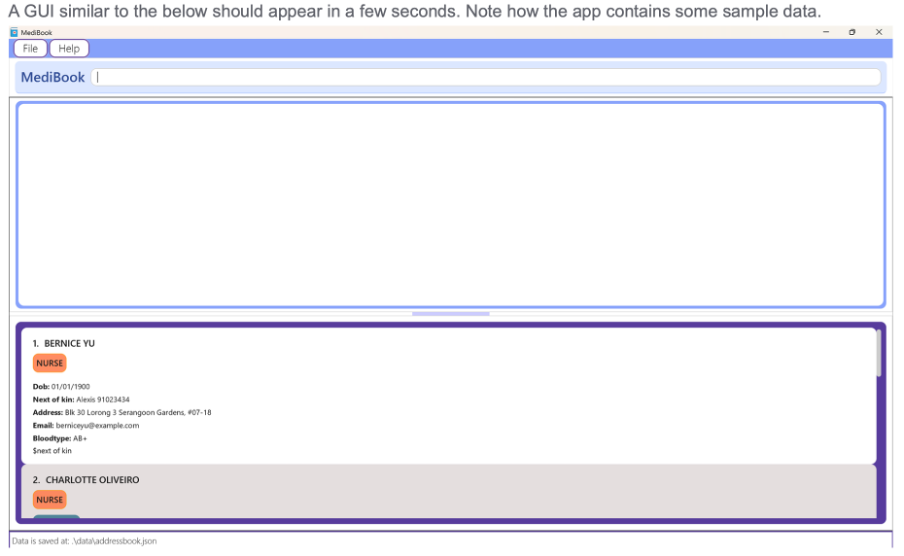 A GUI similar to the below should appear in a few seconds. Note how the app contains some sample data.
MediBook
File Help
MediBook
1. BERNICE YU
NURSE
Dob: 01/01/1900
Next of kin: Alexis 91023434
Address: Blk 30 Lorong 3 Serangoon Gardens, #07-18
Email: berniceyu@example.com
Bloodtype: AB+
$next of kin
2. CHARLOTTE OLIVEIRO
NURSE
Data is saved at: .\data\addressbook.json